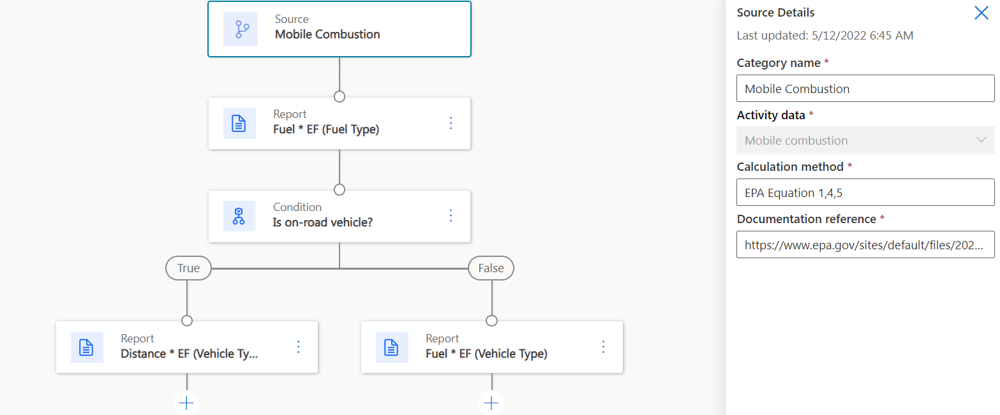 Source
Mobile Combustion
Report
Fuel * EF (Fuel Type)
Condition
Is on-road vehicle?
True
False
Report
Distance * EF (Vehicle Ty...
Report
Fuel * EF (Vehicle Type)
Source Details
Last updated: 5/12/2022 6:45 AM
Category name *
Mobile Combustion
Activity data *
Mobile combustion
Calculation method *
EPA Equation 1,4,5
Documentation reference *
https://www.epa.gov/sites/default/files/202...